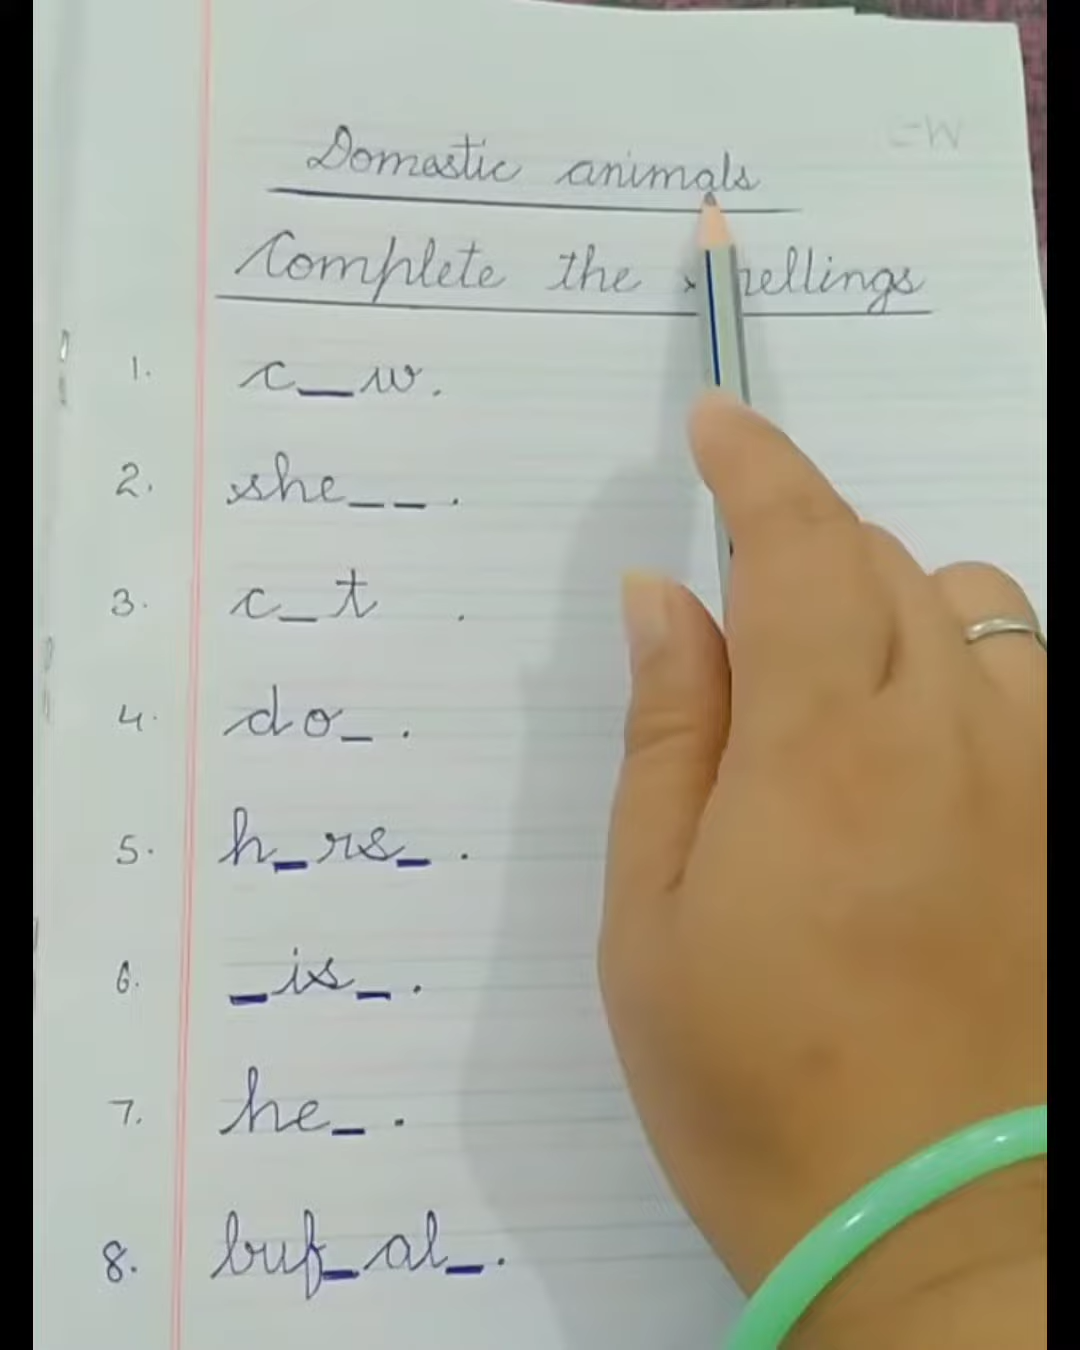 C-W
Domestic animals
Complete the spellings
1. c_w.
2. she_ _.
3. c_t .
4. do_.
5. h_rs_.
6. _is_.
7. he_.
8. buf_al_.